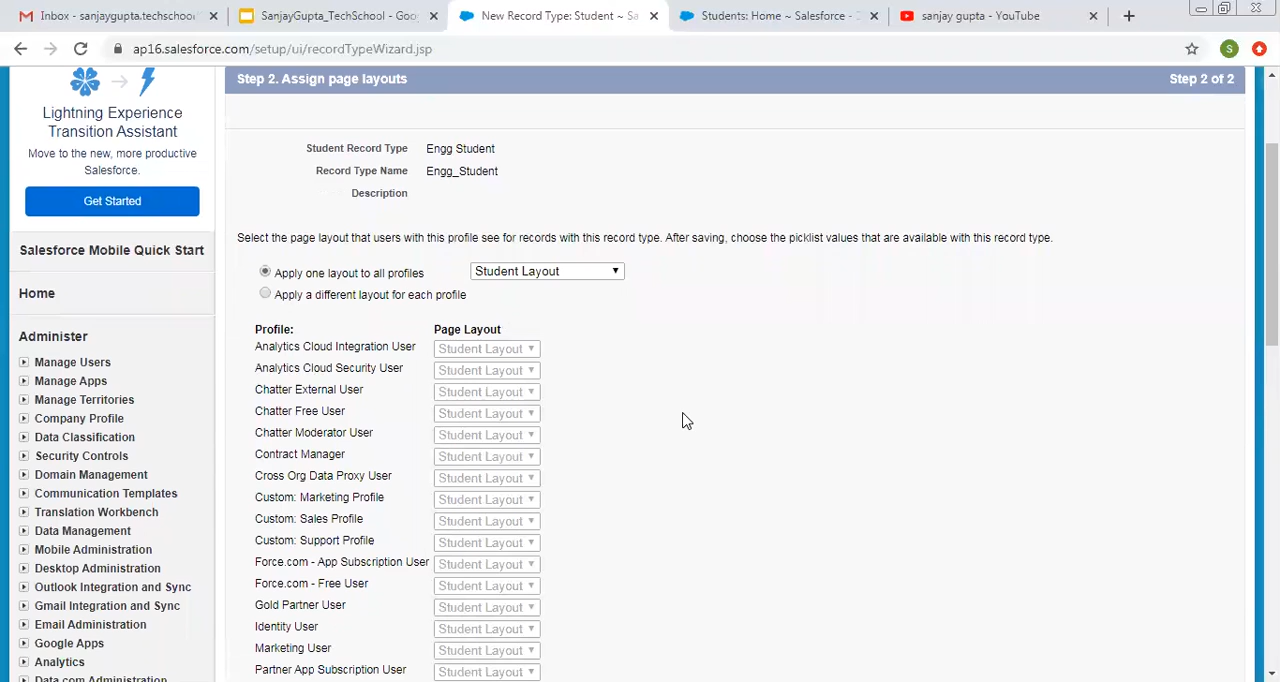 Inbox - sanjaygupta.techschool
SanjayGupta_TechSchool - Goo
New Record Type: Student ~ Sa
Students: Home ~ Salesforce -
sanjay gupta - YouTube
ap16.salesforce.com/setup/ui/recordTypeWizard.jsp
S
Lightning Experience
Transition Assistant
Move to the new, more productive
Salesforce.
Get Started
Salesforce Mobile Quick Start
Home
Administer
Manage Users
Manage Apps
Manage Territories
Company Profile
Data Classification
Security Controls
Domain Management
Communication Templates
Translation Workbench
Data Management
Mobile Administration
Desktop Administration
Outlook Integration and Sync
Gmail Integration and Sync
Email Administration
Google Apps
Analytics
Data.com Administration
Step 2. Assign page layouts
Step 2 of 2
Student Record Type Engg Student
Record Type Name Engg_Student
Description
Select the page layout that users with this profile see for records with this record type. After saving, choose the picklist values that are available with this record type.
Apply one layout to all profiles Student Layout
Apply a different layout for each profile
Profile: Page Layout
Analytics Cloud Integration User Student Layout
Analytics Cloud Security User Student Layout
Chatter External User Student Layout
Chatter Free User Student Layout
Chatter Moderator User Student Layout
Contract Manager Student Layout
Cross Org Data Proxy User Student Layout
Custom: Marketing Profile Student Layout
Custom: Sales Profile Student Layout
Custom: Support Profile Student Layout
Force.com - App Subscription User Student Layout
Force.com - Free User Student Layout
Gold Partner User Student Layout
Identity User Student Layout
Marketing User Student Layout
Partner App Subscription User Student Layout